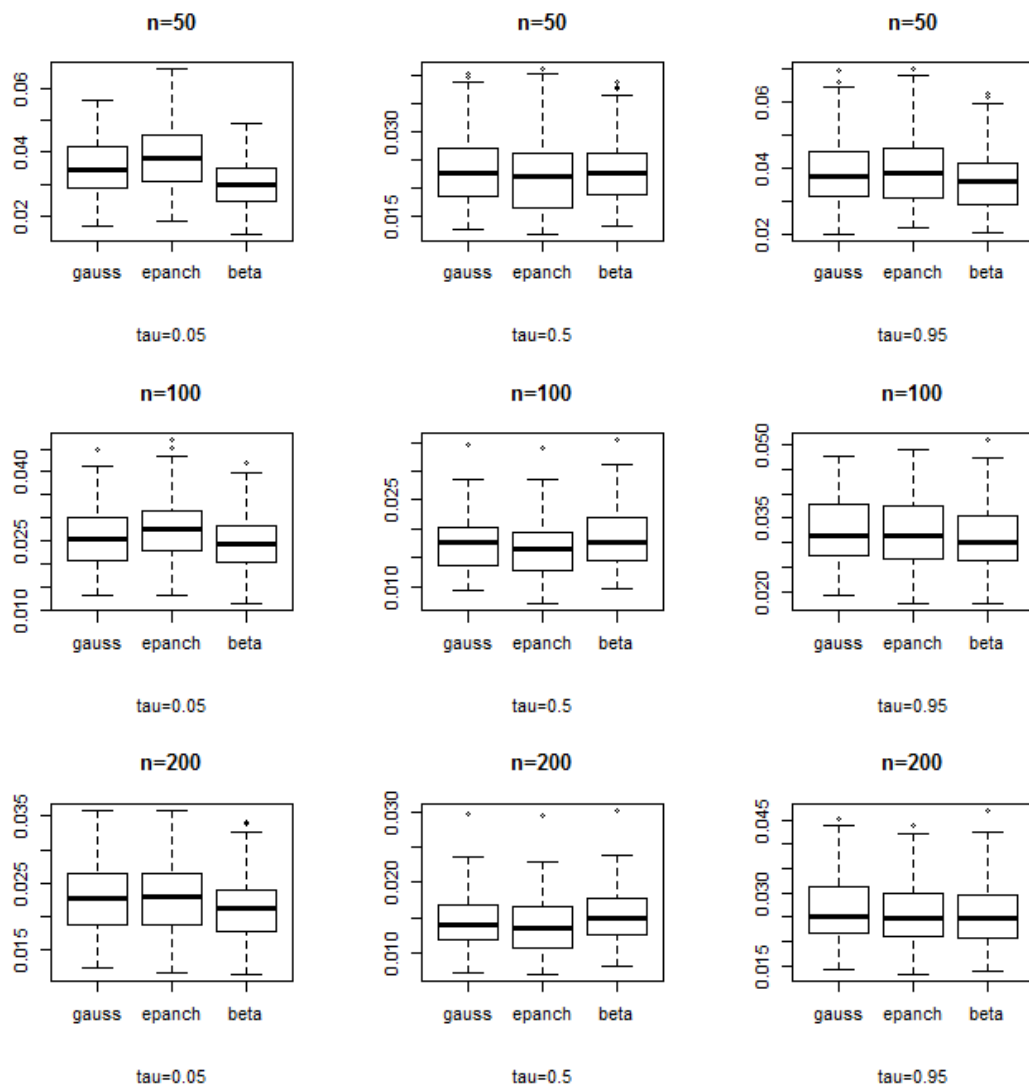 n=50 n=50 n=50
0.06 0.04 0.02
0.030 0.015
0.06 0.04 0.02
gauss epanch beta gauss epanch beta gauss epanch beta
tau=0.05 tau=0.5 tau=0.95
n=100 n=100 n=100
0.040 0.025 0.010
0.025 0.010
0.050 0.035 0.020
gauss epanch beta gauss epanch beta gauss epanch beta
tau=0.05 tau=0.5 tau=0.95
n=200 n=200 n=200
0.035 0.025 0.015
0.030 0.020 0.010
0.045 0.030 0.015
gauss epanch beta gauss epanch beta gauss epanch beta
tau=0.05 tau=0.5 tau=0.95